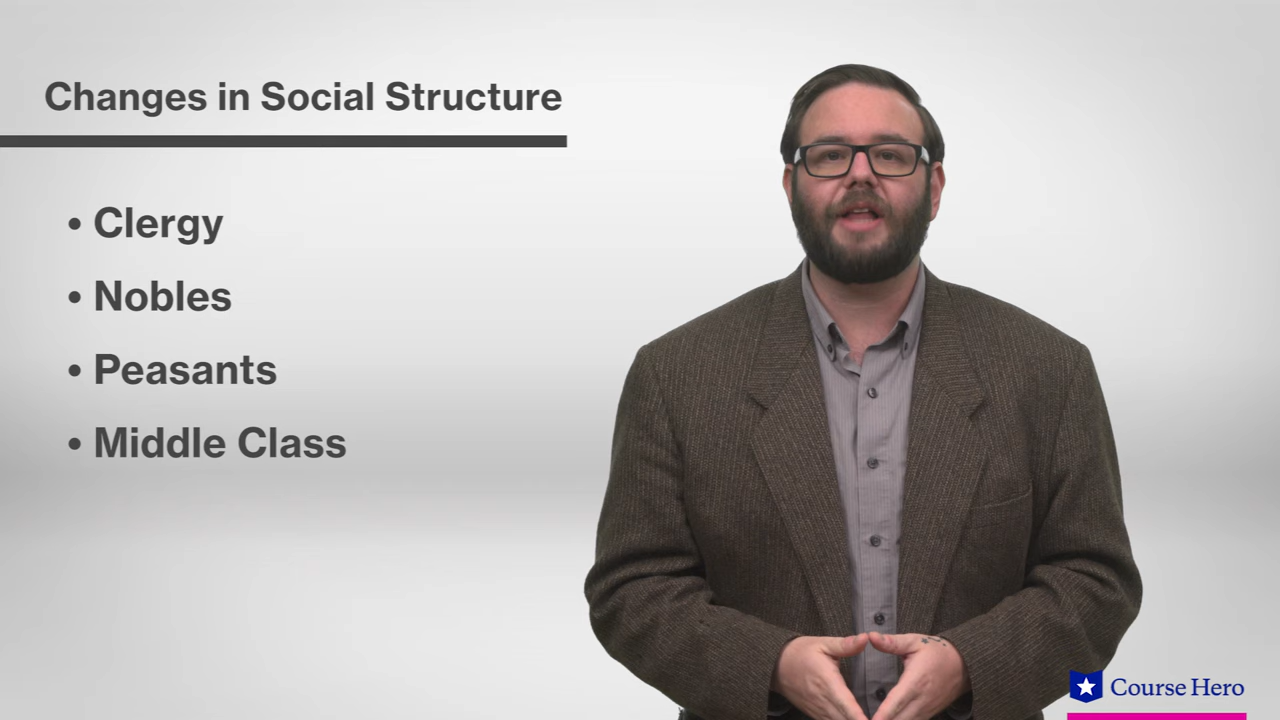 Changes in Social Structure
• Clergy
• Nobles
• Peasants
• Middle Class
Course Hero